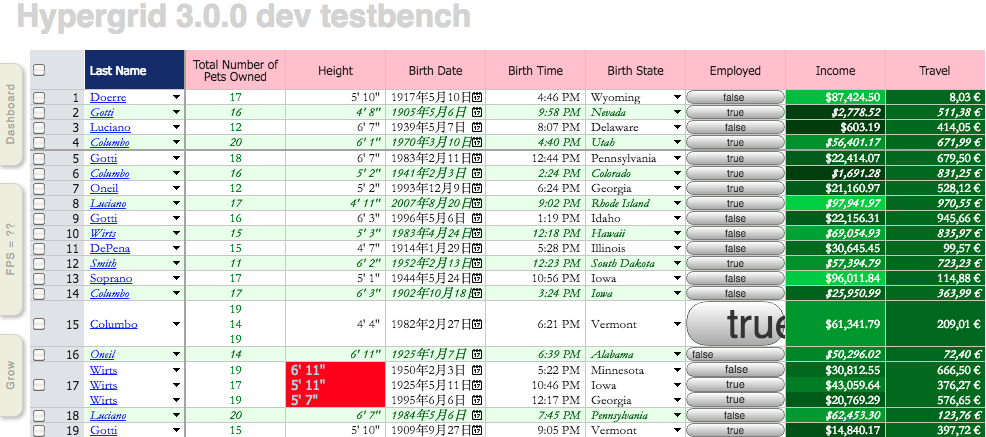 Hypergrid 3.0.0 dev testbench
Dashboard
FPS = ??
Grow
Last Name Total Number of Pets Owned Height Birth Date Birth Time Birth State Employed Income Travel
1 Doerre 17 5' 10" 1917年5月10日 4:46 PM Wyoming false $87,424.50 8,03 €
2 Gotti 16 4' 8" 1905年5月6日 9:58 PM Nevada true $2,778.52 511,38 €
3 Luciano 12 6' 7" 1939年5月7日 8:07 PM Delaware false $603.19 414,05 €
4 Columbo 20 6' 1" 1970年3月10日 4:40 PM Utah true $56,401.17 671,99 €
5 Gotti 18 6' 7" 1983年2月11日 12:44 PM Pennsylvania true $22,414.07 679,50 €
6 Columbo 16 5' 2" 1941年2月3日 2:24 PM Colorado false $1,691.28 831,25 €
7 Oneil 12 5' 2" 1993年12月9日 6:24 PM Georgia true $21,160.97 528,12 €
8 Luciano 17 4' 11" 2007年8月20日 9:02 PM Rhode Island true $97,941.97 970,55 €
9 Gotti 16 6' 3" 1996年5月6日 1:19 PM Idaho false $22,156.31 945,66 €
10 Wirts 15 5' 3" 1983年4月24日 12:18 PM Hawaii true $69,054.93 835,97 €
11 DePena 15 4' 7" 1914年1月29日 5:28 PM Illinois false $30,645.45 99,57 €
12 Smith 11 6' 2" 1952年2月13日 12:23 PM South Dakota true $57,394.79 723,23 €
13 Soprano 17 5' 1" 1944年5月24日 10:56 PM Iowa false $96,011.84 114,88 €
14 Columbo 17 6' 3" 1902年10月18日 3:24 PM Iowa false $25,950.99 363,99 €
15 Columbo 19 14 19 4' 4" 1982年2月27日 6:21 PM Vermont true $61,341.79 209,01 €
16 Oneil 14 6' 11" 1925年1月7日 6:39 PM Alabama false $50,296.02 72,40 €
Wirts 19 6' 11" 1950年2月3日 5:22 PM Minnesota false $30,812.55 666,50 €
17 Wirts 17 5' 11" 1925年5月11日 10:46 PM Iowa true $43,059.64 376,27 €
Wirts 19 5' 7" 1995年6月6日 12:17 PM Georgia true $20,769.29 576,65 €
18 Luciano 20 6' 7" 1984年5月6日 7:45 PM Pennsylvania false $62,453.30 123,76 €
19 Gotti 15 5' 10" 1909年9月27日 9:05 PM Vermont true $14,840.17 397,72 €